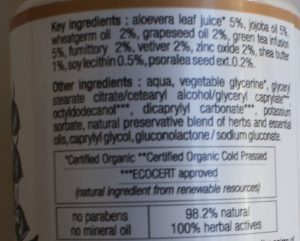 Key ingredients : aloevera leaf juice* 5%, jojoba oil 5%,
wheatgerm oil 2%, grapeseed oil 2%, green tea infusion
5%, fumittory 2%, vetiver 2%, zinc oxide 2%, shea butter
1%, soy lecithin 0.5%, psoralea seed ext. 0.2%.
Other ingredients : aqua, vegetable glycerine*, glyceryl
stearate citrate/cetearyl alcohol/glyceryl caprylate***,
octyldodecanol***, dicaprylyl carbonate***, potassium
sorbate, natural preservative blend of herbs and essential
oils, caprylyl glycol, gluconolactone / sodium gluconate.
*Certified Organic **Certified Organic Cold Pressed
***ECOCERT approved
(natural ingredient from renewable resources)
no parabens 98.2% natural
no mineral oil 100% herbal actives